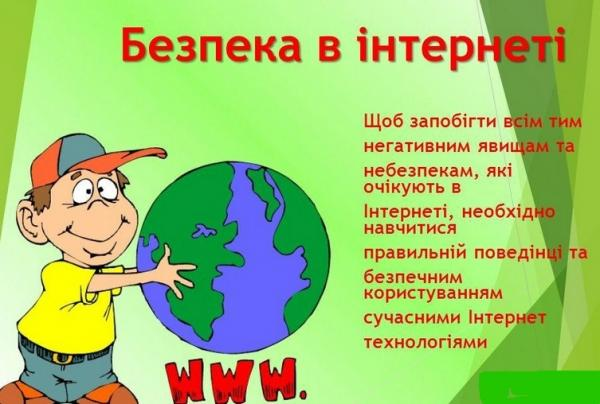 Безпека в інтернеті
Щоб запобігти всім тим
негативним явищам та
небезпекам, які
очікують в
Інтернеті, необхідно
навчитися
правильній поведінці та
безпечним
користуванням
сучасними Інтернет
технологіями
WWW.